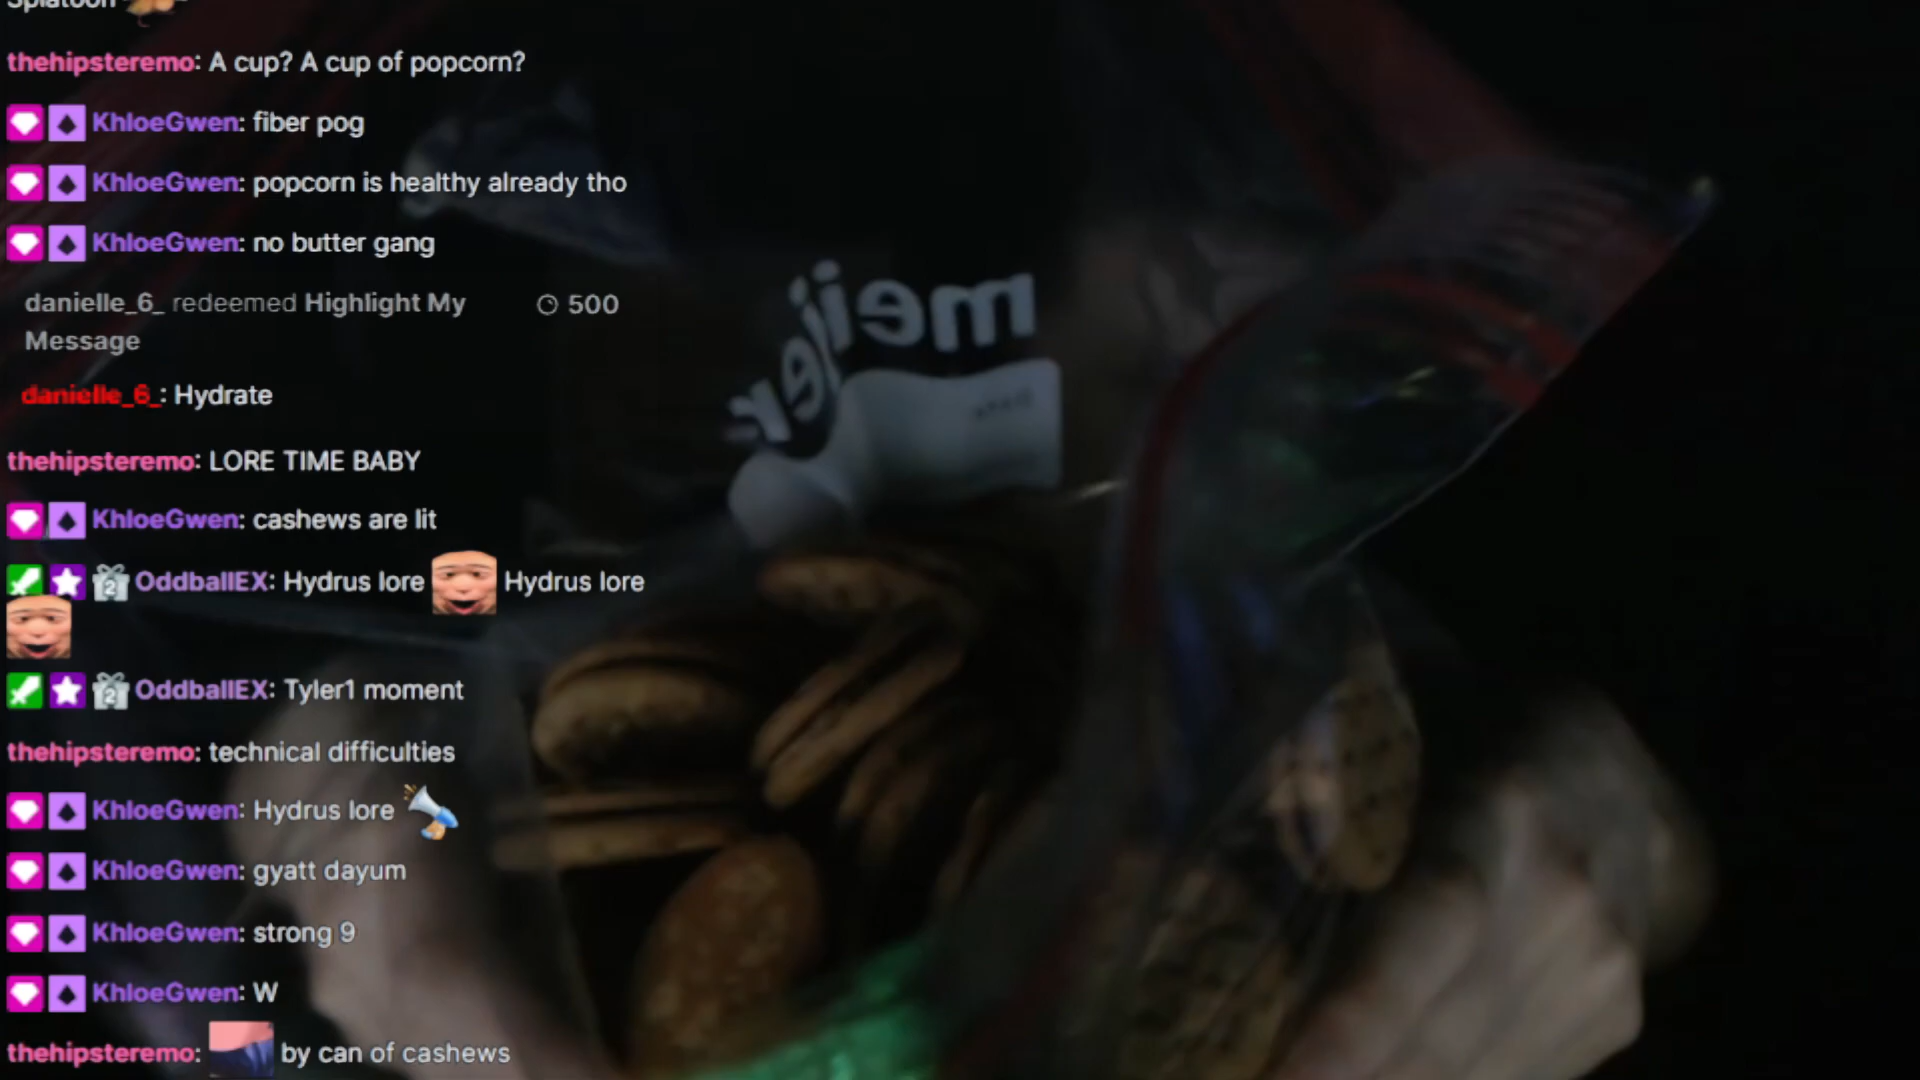 Splatoon
thehipsteremo: A cup? A cup of popcorn?
KhloeGwen: fiber pog
KhloeGwen: popcorn is healthy already tho
KhloeGwen: no butter gang
danielle_6_ redeemed Highlight My 500
Message
danielle_6_: Hydrate
thehipsteremo: LORE TIME BABY
KhloeGwen: cashews are lit
2 OddballEX: Hydrus lore Hydrus lore
2 OddballEX: Tyler1 moment
thehipsteremo: technical difficulties
KhloeGwen: Hydrus lore
KhloeGwen: gyatt dayum
KhloeGwen: strong 9
KhloeGwen: W
thehipsteremo: by can of cashews
meijer